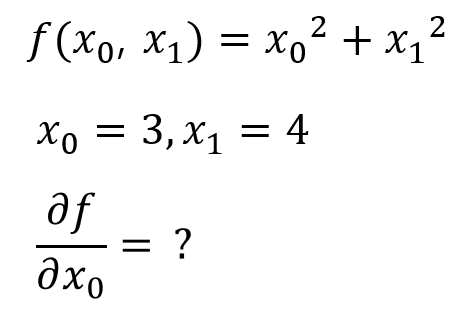 f(x₀, x₁) = x₀² + x₁²
x₀ = 3, x₁ = 4
∂f/∂x₀ = ?